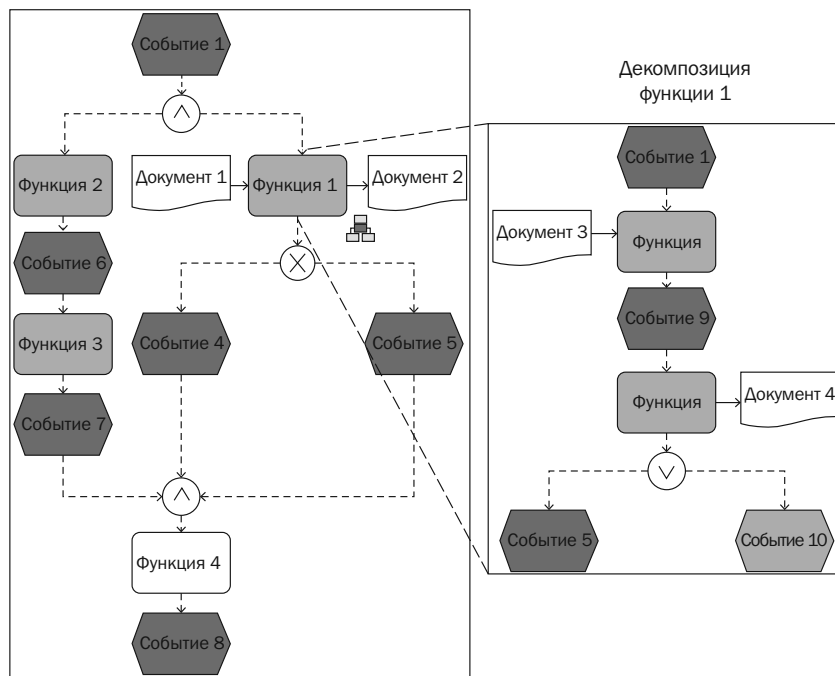 Событие 1
Функция 2
Документ 1
Функция 1
Документ 2
Событие 6
Функция 3
Событие 4
Событие 5
Событие 7
Функция 4
Событие 8
Декомпозиция
функции 1
Событие 1
Документ 3
Функция
Событие 9
Функция
Документ 4
Событие 5
Событие 10